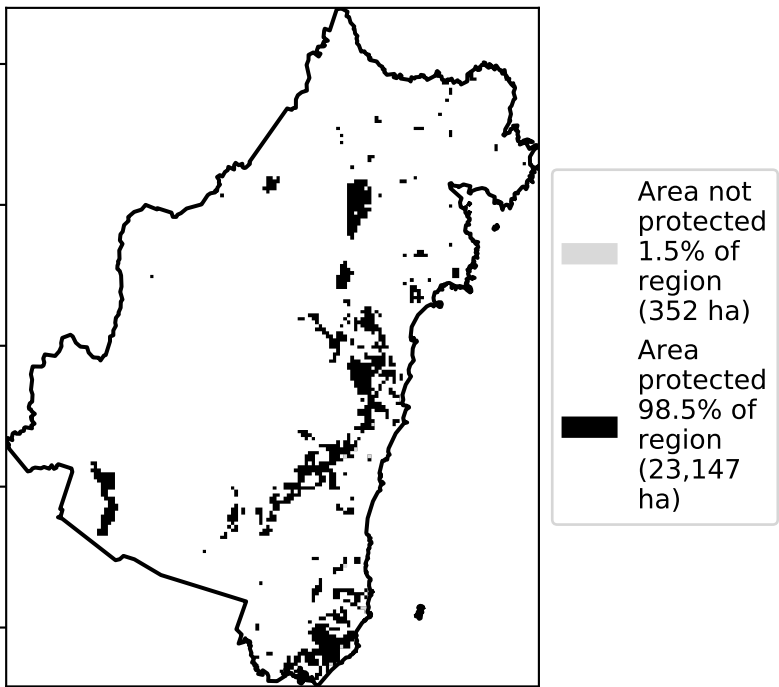 Area not
protected
1.5% of
region
(352 ha)
Area
protected
98.5% of
region
(23,147
ha)